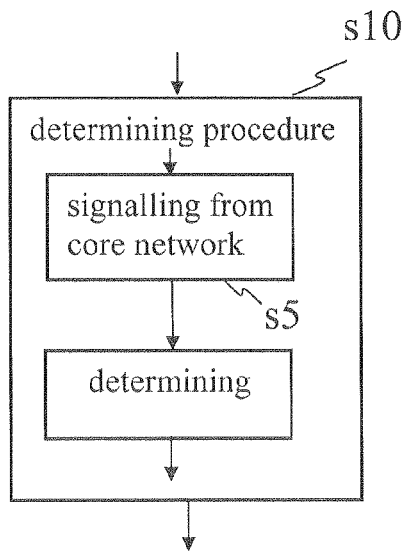 s10
determining procedure
signalling from
core network
s5
determining